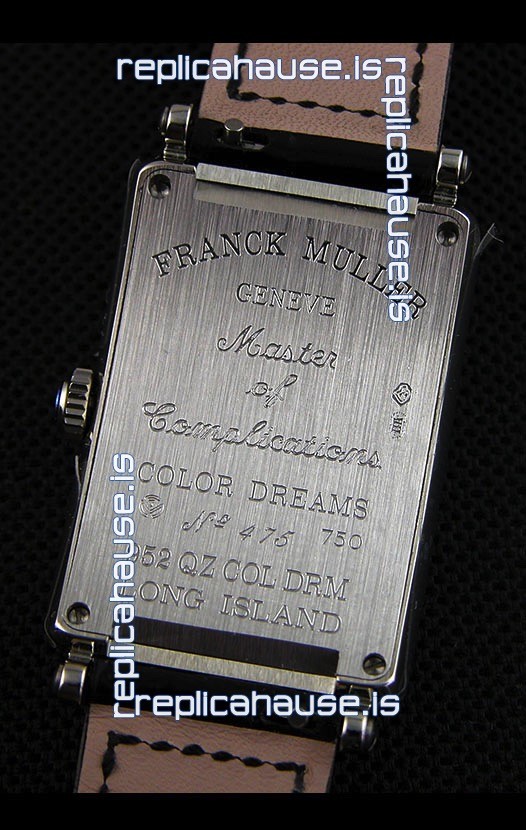 replicahause.is
replicahause.is
FRANCK MULLER
GENEVE
Master
of
Complications
COLOR DREAMS
Nº 475 750
952 QZ COL DRM
LONG ISLAND
replicahause.is
replicahause.is